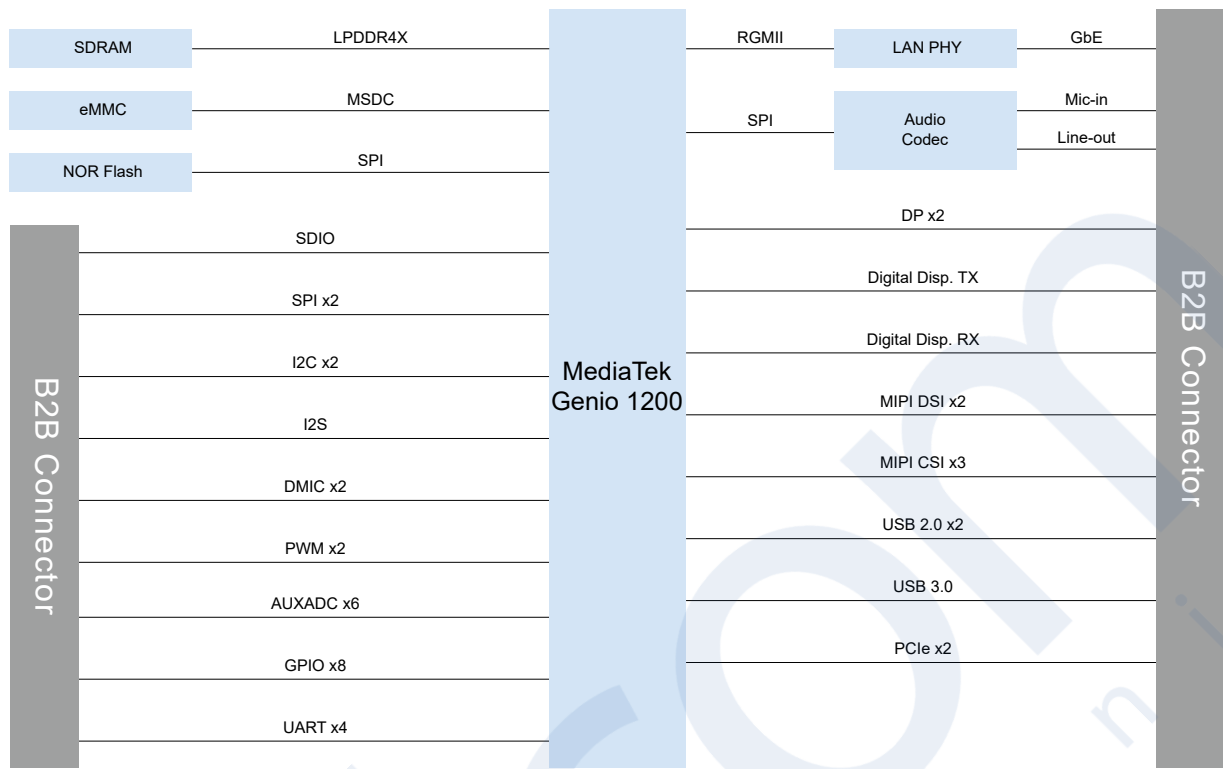 SDRAM
LPDDR4X
eMMC
MSDC
NOR Flash
SPI
B2B Connector
SDIO
SPI x2
I2C x2
I2S
DMIC x2
PWM x2
AUXADC x6
GPIO x8
UART x4
MediaTek
Genio 1200
RGMII
LAN PHY
GbE
SPI
Audio
Codec
Mic-in
Line-out
DP x2
Digital Disp. TX
Digital Disp. RX
MIPI DSI x2
MIPI CSI x3
USB 2.0 x2
USB 3.0
PCIe x2
B2B Connector